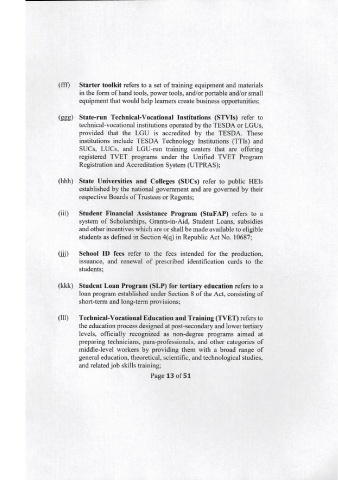 (fff) Starter toolkit refers to a set of training equipment and materials
in the form of hand tools, power tools, and/or portable and/or small
equipment that would help learners create business opportunities;
(ggg) State-run Technical-Vocational Institutions (STVIs) refer to
technical-vocational institutions operated by the TESDA or LGUs,
provided that the LGU is accredited by the TESDA. These
institutions include TESDA Technology Institutions (TTIs) and
SUCs, LUCs, and LGU-run training centers that are offering
registered TVET programs under the Unified TVET Program
Registration and Accreditation System (UTPRAS);
(hhh) State Universities and Colleges (SUCs) refer to public HEIs
established by the national government and are governed by their
respective Boards of Trustees or Regents;
(iii) Student Financial Assistance Program (StuFAP) refers to a
system of Scholarships, Grants-in-Aid, Student Loans, subsidies
and other incentives which are or shall be made available to eligible
students as defined in Section 4(q) in Republic Act No. 10687;
(jjj) School ID fees refer to the fees intended for the production,
issuance, and renewal of prescribed identification cards to the
students;
(kkk) Student Loan Program (SLP) for tertiary education refers to a
loan program established under Section 8 of the Act, consisting of
short-term and long-term provisions;
(lll) Technical-Vocational Education and Training (TVET) refers to
the education process designed at post-secondary and lower tertiary
levels, officially recognized as non-degree programs aimed at
preparing technicians, para-professionals, and other categories of
middle-level workers by providing them with a broad range of
general education, theoretical, scientific, and technological studies,
and related job skills training;
Page 13 of 51